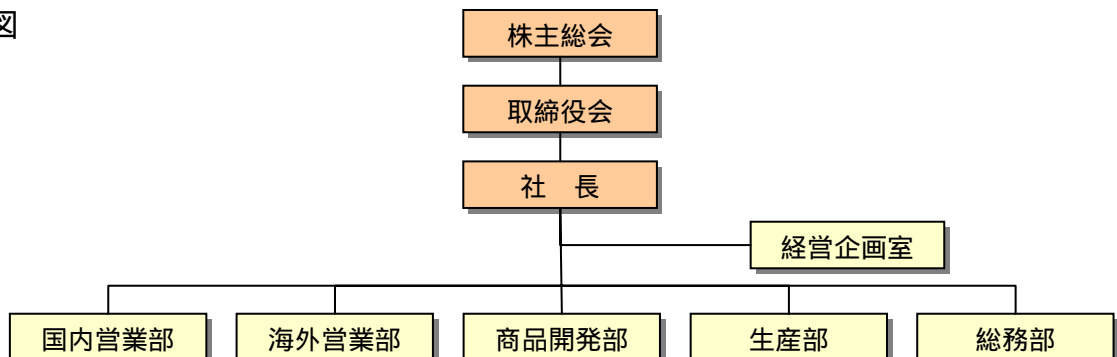 図
株主総会
取締役会
社　長
経営企画室
国内営業部
海外営業部
商品開発部
生産部
総務部